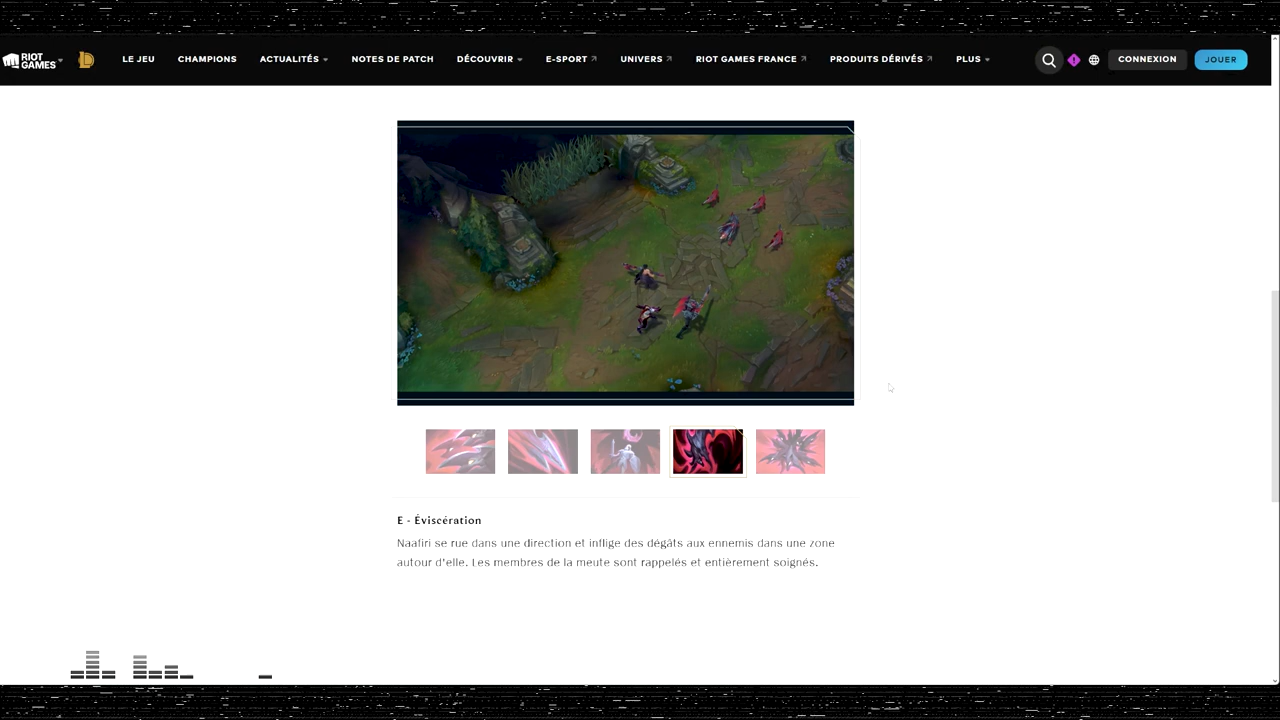 RIOT
GAMES
LE JEU
CHAMPIONS
ACTUALITÉS
NOTES DE PATCH
DÉCOUVRIR
E-SPORT
UNIVERS
RIOT GAMES FRANCE
PRODUITS DÉRIVÉS
PLUS
CONNEXION
JOUER
E - Éviscération
Naafiri se rue dans une direction et inflige des dégâts aux ennemis dans une zone
autour d'elle. Les membres de la meute sont rappelés et entièrement soignés.